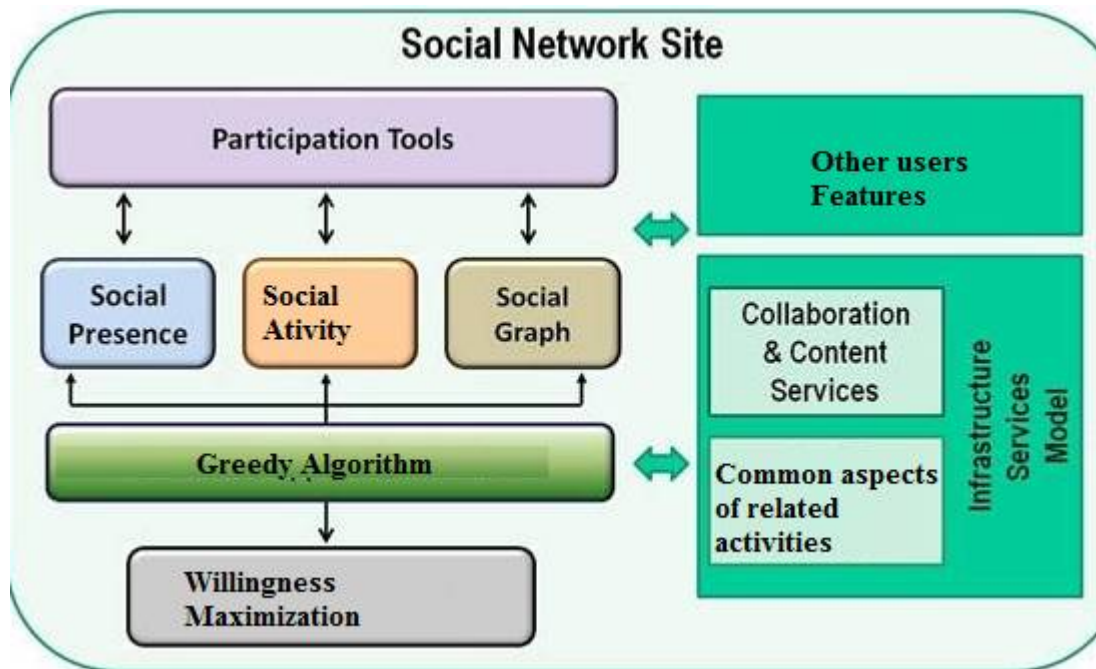 Social Network Site
Participation Tools
Other users
Features
Social
Presence
Social
Ativity
Social
Graph
Collaboration
& Content
Services
Infrastructure
Services
Model
Greedy Algorithm
Common aspects
of related
activities
Willingness
Maximization